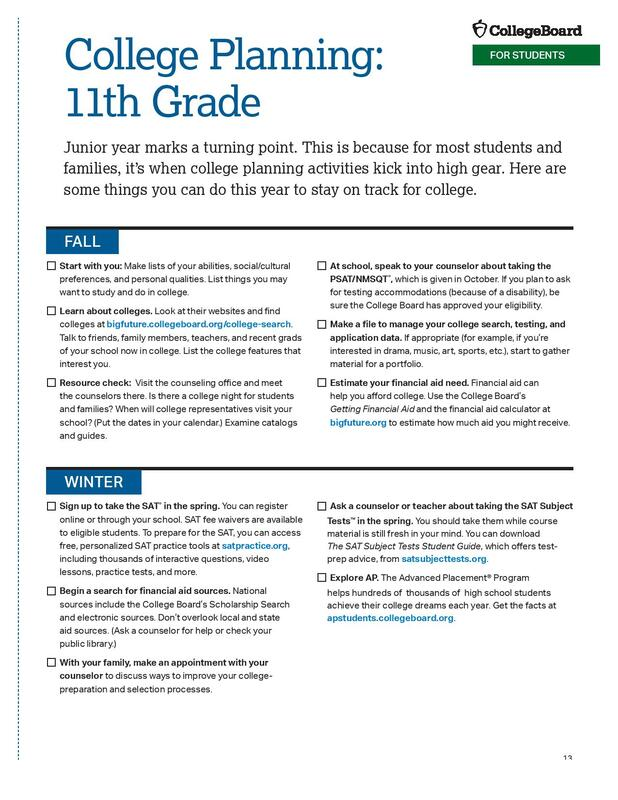 CollegeBoard
FOR STUDENTS
College Planning:
11th Grade
Junior year marks a turning point. This is because for most students and
families, it's when college planning activities kick into high gear. Here are
some things you can do this year to stay on track for college.
FALL
Start with you: Make lists of your abilities, social/cultural
preferences, and personal qualities. List things you may
want to study and do in college.
Learn about colleges. Look at their websites and find
colleges at bigfuture.collegeboard.org/college-search.
Talk to friends, family members, teachers, and recent grads
of your school now in college. List the college features that
interest you.
Resource check: Visit the counseling office and meet
the counselors there. Is there a college night for students
and families? When will college representatives visit your
school? (Put the dates in your calendar.) Examine catalogs
and guides.
At school, speak to your counselor about taking the
PSAT/NMSQT®, which is given in October. If you plan to ask
for testing accommodations (because of a disability), be
sure the College Board has approved your eligibility.
Make a file to manage your college search, testing, and
application data. If appropriate (for example, if you're
interested in drama, music, art, sports, etc.), start to gather
material for a portfolio.
Estimate your financial aid need. Financial aid can
help you afford college. Use the College Board's
Getting Financial Aid and the financial aid calculator at
bigfuture.org to estimate how much aid you might receive.
WINTER
Sign up to take the SAT® in the spring. You can register
online or through your school. SAT fee waivers are available
to eligible students. To prepare for the SAT, you can access
free, personalized SAT practice tools at satpractice.org,
including thousands of interactive questions, video
lessons, practice tests, and more.
Begin a search for financial aid sources. National
sources include the College Board's Scholarship Search
and electronic sources. Don't overlook local and state
aid sources. (Ask a counselor for help or check your
public library.)
With your family, make an appointment with your
counselor to discuss ways to improve your college-
preparation and selection processes.
Ask a counselor or teacher about taking the SAT Subject
Tests™ in the spring. You should take them while course
material is still fresh in your mind. You can download
The SAT Subject Tests Student Guide, which offers test-
prep advice, from satsubjecttests.org.
Explore AP. The Advanced Placement® Program
helps hundreds of thousands of high school students
achieve their college dreams each year. Get the facts at
apstudents.collegeboard.org.
13